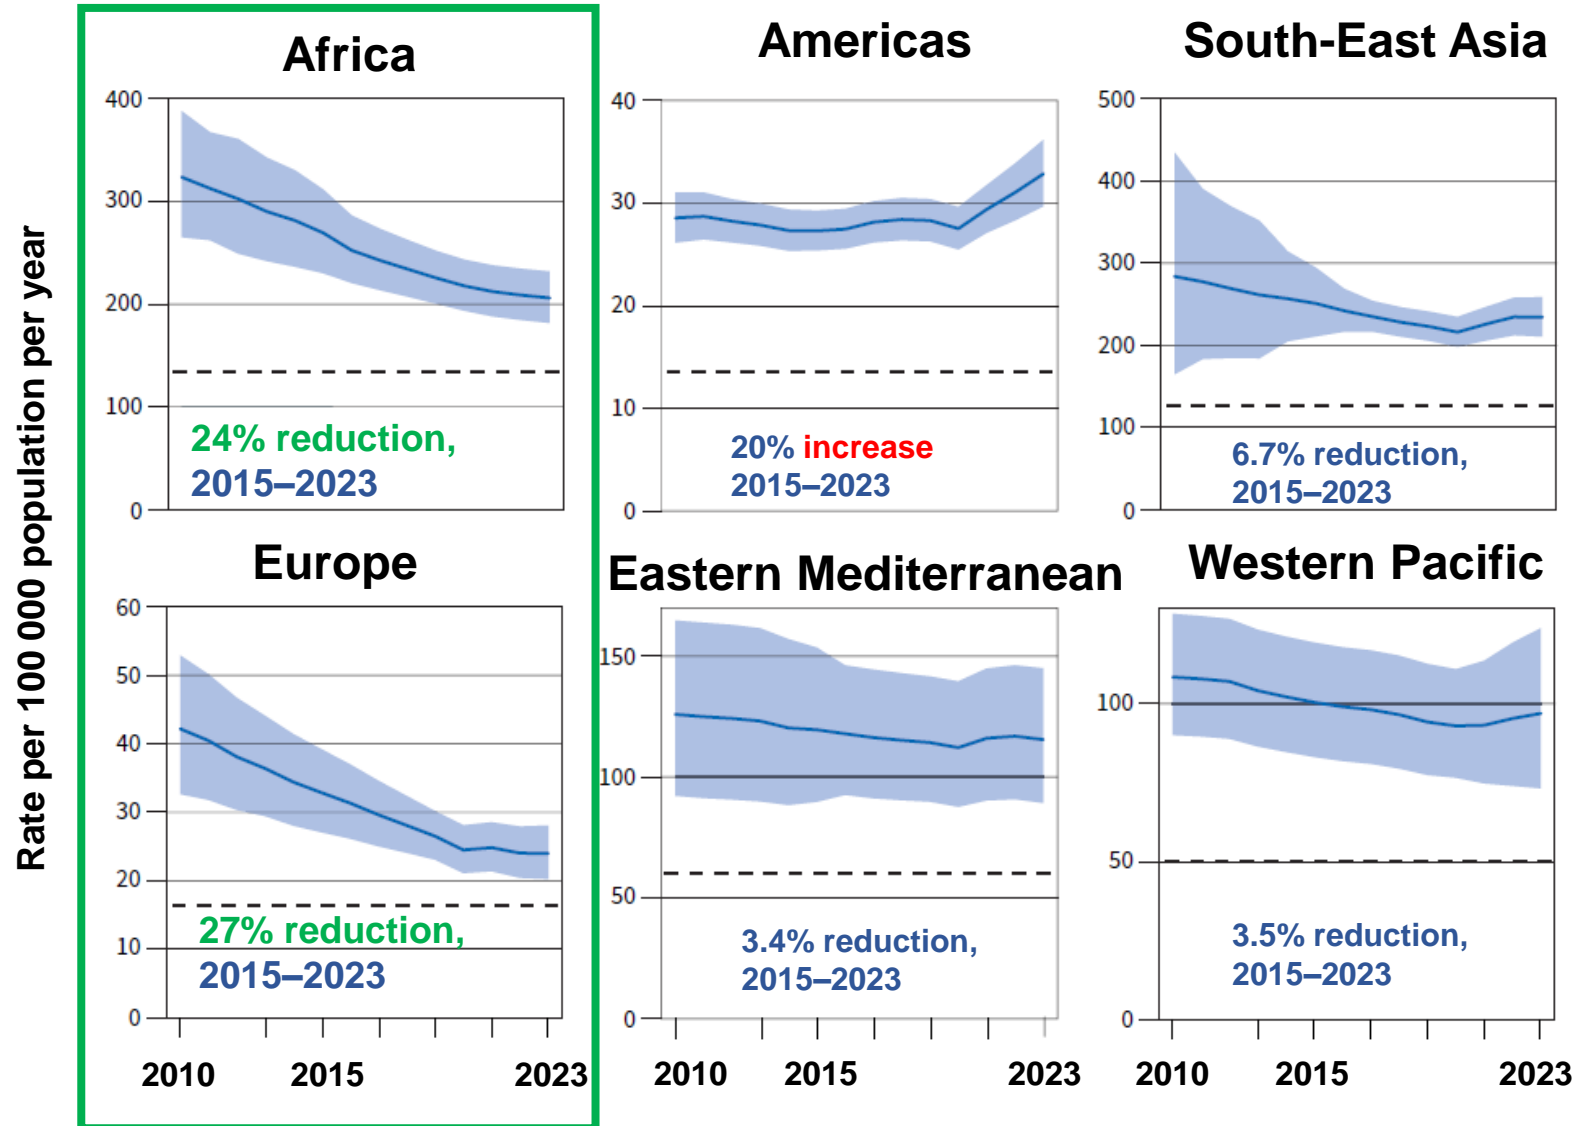 Rate per 100 000 population per year
Africa
400
300
200
100
0
24% reduction,
2015–2023
Americas
40
30
20
10
0
20% increase
2015–2023
South-East Asia
500
400
300
200
100
0
6.7% reduction,
2015–2023
Europe
60
50
40
30
20
10
0
27% reduction,
2015–2023
2010 2015 2023
Eastern Mediterranean
150
100
50
0
3.4% reduction,
2015–2023
2010 2015 2023
Western Pacific
100
50
0
3.5% reduction,
2015–2023
2010 2015 2023